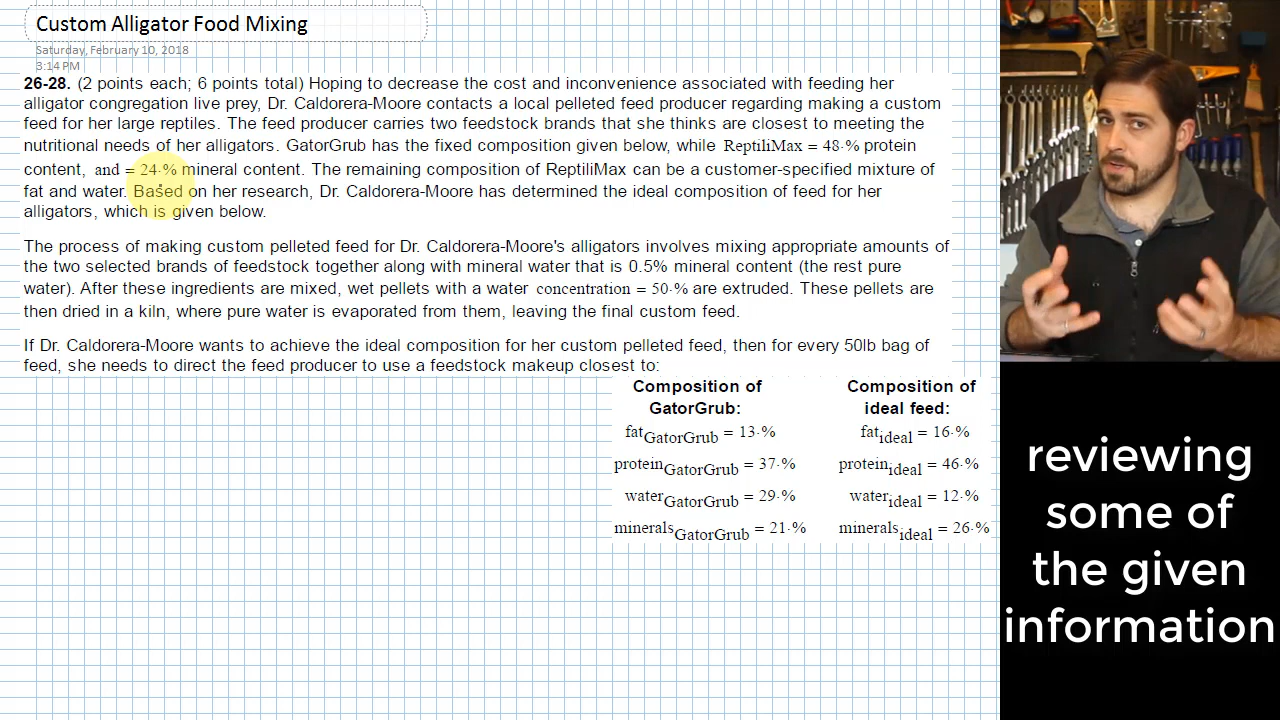 Custom Alligator Food Mixing
Saturday, February 10, 2018
3:14 PM
26-28. (2 points each; 6 points total) Hoping to decrease the cost and inconvenience associated with feeding her
alligator congregation live prey, Dr. Caldorera-Moore contacts a local pelleted feed producer regarding making a custom
feed for her large reptiles. The feed producer carries two feedstock brands that she thinks are closest to meeting the
nutritional needs of her alligators. GatorGrub has the fixed composition given below, while ReptiliMax = 48·% protein
content, and = 24·% mineral content. The remaining composition of ReptiliMax can be a customer-specified mixture of
fat and water. Based on her research, Dr. Caldorera-Moore has determined the ideal composition of feed for her
alligators, which is given below.
The process of making custom pelleted feed for Dr. Caldorera-Moore's alligators involves mixing appropriate amounts of
the two selected brands of feedstock together along with mineral water that is 0.5% mineral content (the rest pure
water). After these ingredients are mixed, wet pellets with a water concentration = 50·% are extruded. These pellets are
then dried in a kiln, where pure water is evaporated from them, leaving the final custom feed.
If Dr. Caldorera-Moore wants to achieve the ideal composition for her custom pelleted feed, then for every 50lb bag of
feed, she needs to direct the feed producer to use a feedstock makeup closest to:
Composition of
GatorGrub:
fatGatorGrub = 13·%
proteinGatorGrub = 37·%
waterGatorGrub = 29·%
mineralsGatorGrub = 21·%
Composition of
ideal feed:
fatideal = 16·%
proteinideal = 46·%
waterideal = 12·%
mineralsideal = 26·%
reviewing
some of
the given
information